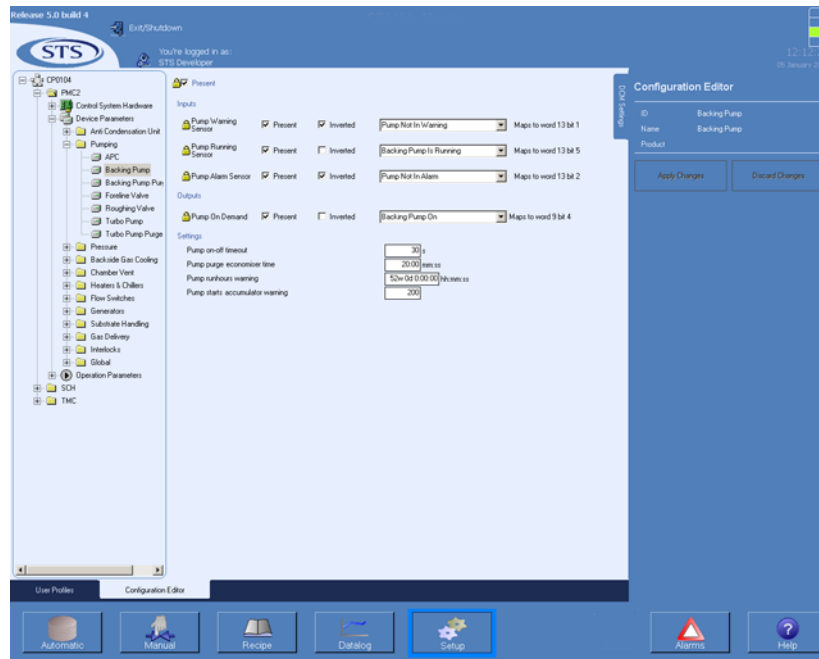 Release 5.0 build 4
Exit/Shutdown
STS
You're logged in as:
STS Developer
CP0104
PMC2
Control System Hardware
Device Parameters
Anti Condensation Unit
Pumping
APC
Backing Pump
Backing Pump Pur
Foreline Valve
Roughing Valve
Turbo Pump
Turbo Pump Purge
Pressure
Backside Gas Cooling
Chamber Vent
Heaters & Chillers
Flow Switches
Generators
Substrate Handling
Gas Delivery
Interlocks
Global
Operation Parameters
SCH
TMC
Present
Inputs
Pump Warning Sensor Present Inverted Pump Not In Warning Maps to word 13 bit 1
Pump Running Sensor Present Inverted Backing Pump Is Running Maps to word 13 bit 5
Pump Alarm Sensor Present Inverted Pump Not In Alarm Maps to word 13 bit 2
Outputs
Pump On Demand Present Inverted Backing Pump On Maps to word 9 bit 4
Settings
Pump on-off timeout 30 s
Pump purge economiser time 20:00 mm:ss
Pump runhours warning 52w 0d 0:00:00 hh:mm:ss
Pump starts accumulator warning 200
DCM Settings
Configuration Editor
ID Backing Pump
Name Backing Pump
Product
Apply Changes Discard Changes
User Profiles Configuration Editor
Automatic Manual Recipe Datalog Setup Alarms Help